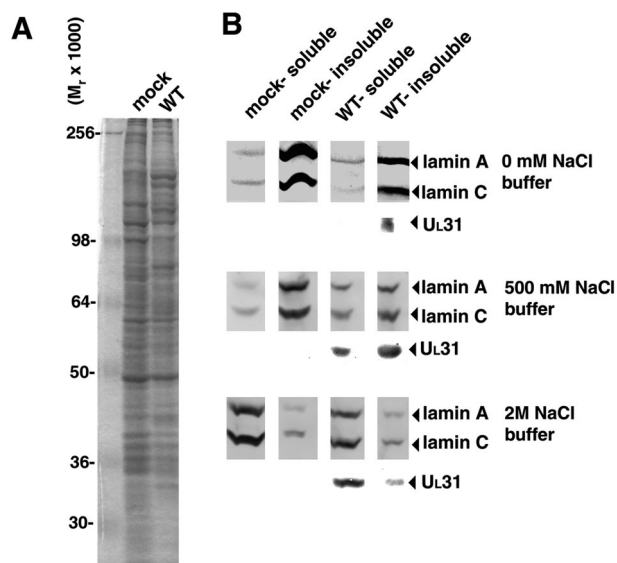 A
(Mr x 1000)
mock
WT
256-
98-
64-
50-
36-
30-
B
mock- soluble
mock- insoluble
WT- soluble
WT- insoluble
lamin A
lamin C
0 mM NaCl
buffer
UL31
lamin A
lamin C
500 mM NaCl
buffer
UL31
lamin A
lamin C
2M NaCl
buffer
UL31